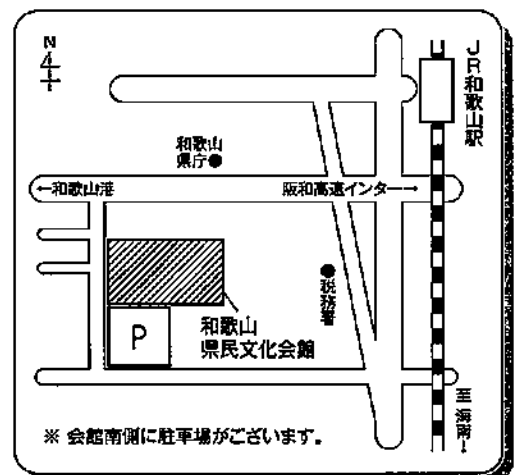 N
JR和歌山駅
和歌山
県庁●
←和歌山港
阪和高速インター→
●税務署
和歌山
県民文化会館
P
至海南→
※ 会館南側に駐車場がございます。